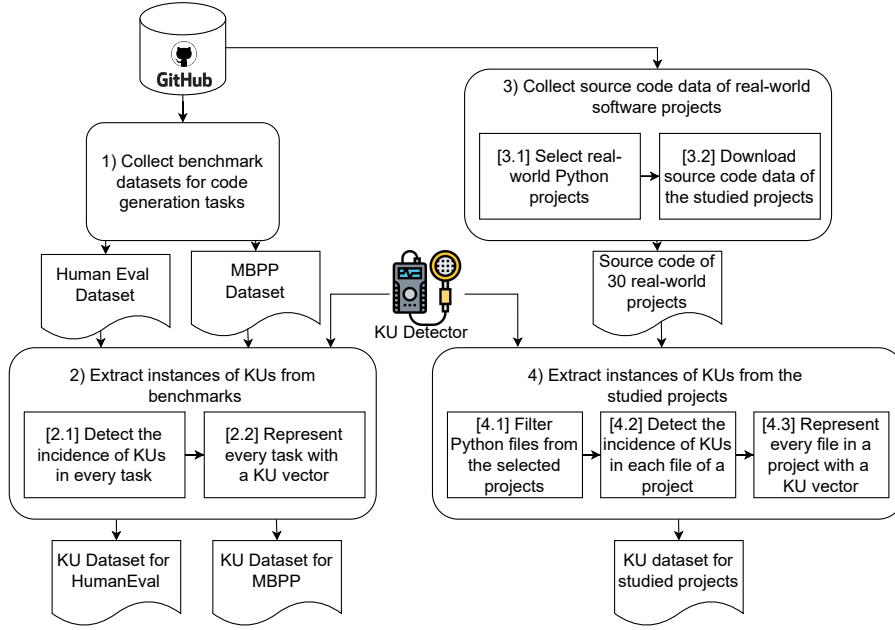 GitHub
1) Collect benchmark
datasets for code
generation tasks
3) Collect source code data of real-world
software projects
[3.1] Select real-
world Python
projects
[3.2] Download
source code data of
the studied projects
Human Eval
Dataset
MBPP
Dataset
KU Detector
Source code of
30 real-world
projects
2) Extract instances of KUs from
benchmarks
[2.1] Detect the
incidence of KUs
in every task
[2.2] Represent
every task with
a KU vector
4) Extract instances of KUs from the
studied projects
[4.1] Filter
Python files from
the selected
projects
[4.2] Detect the
incidence of KUs
in each file of a
project
[4.3] Represent
every file in a
project with a
KU vector
KU Dataset for
HumanEval
KU Dataset for
MBPP
KU dataset for
studied projects